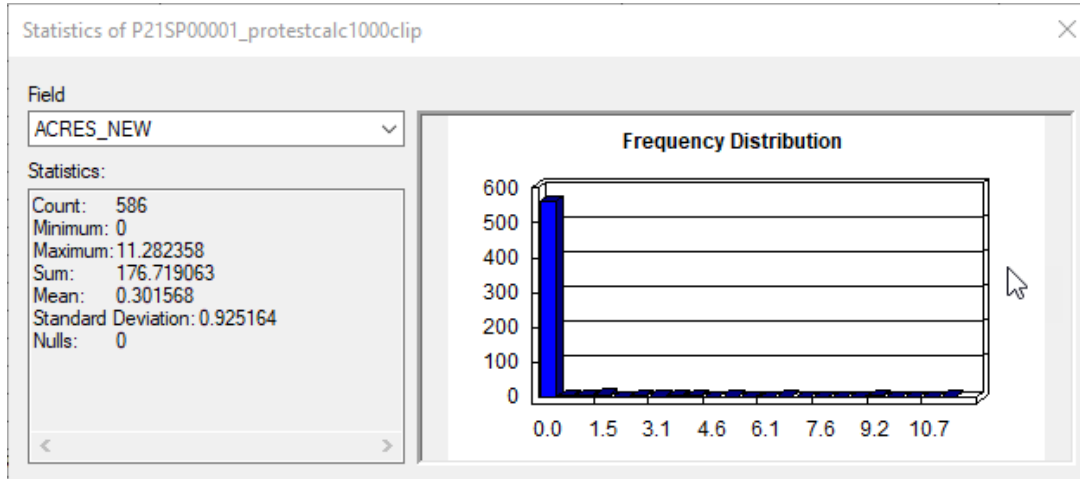 Statistics of P21SP00001_protestcalc1000clip
Field
ACRES_NEW
Statistics:
Count: 586
Minimum: 0
Maximum: 11.282358
Sum: 176.719063
Mean: 0.301568
Standard Deviation: 0.925164
Nulls: 0
Frequency Distribution
600
500
400
300
200
100
0
0.0 1.5 3.1 4.6 6.1 7.6 9.2 10.7